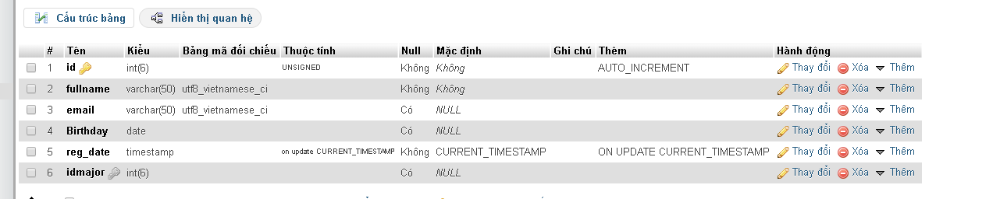 Cấu trúc bảng Hiển thị quan hệ
# Tên Kiểu Bảng mã đối chiếu Thuộc tính Null Mặc định Ghi chú Thêm Hành động
1 id int(6) UNSIGNED Không Không AUTO_INCREMENT Thay đổi Xóa Thêm
2 fullname varchar(50) utf8_vietnamese_ci Không Không Thay đổi Xóa Thêm
3 email varchar(50) utf8_vietnamese_ci Có NULL Thay đổi Xóa Thêm
4 Birthday date Có NULL Thay đổi Xóa Thêm
5 reg_date timestamp on update CURRENT_TIMESTAMP Không CURRENT_TIMESTAMP ON UPDATE CURRENT_TIMESTAMP Thay đổi Xóa Thêm
6 idmajor int(6) Có NULL Thay đổi Xóa Thêm